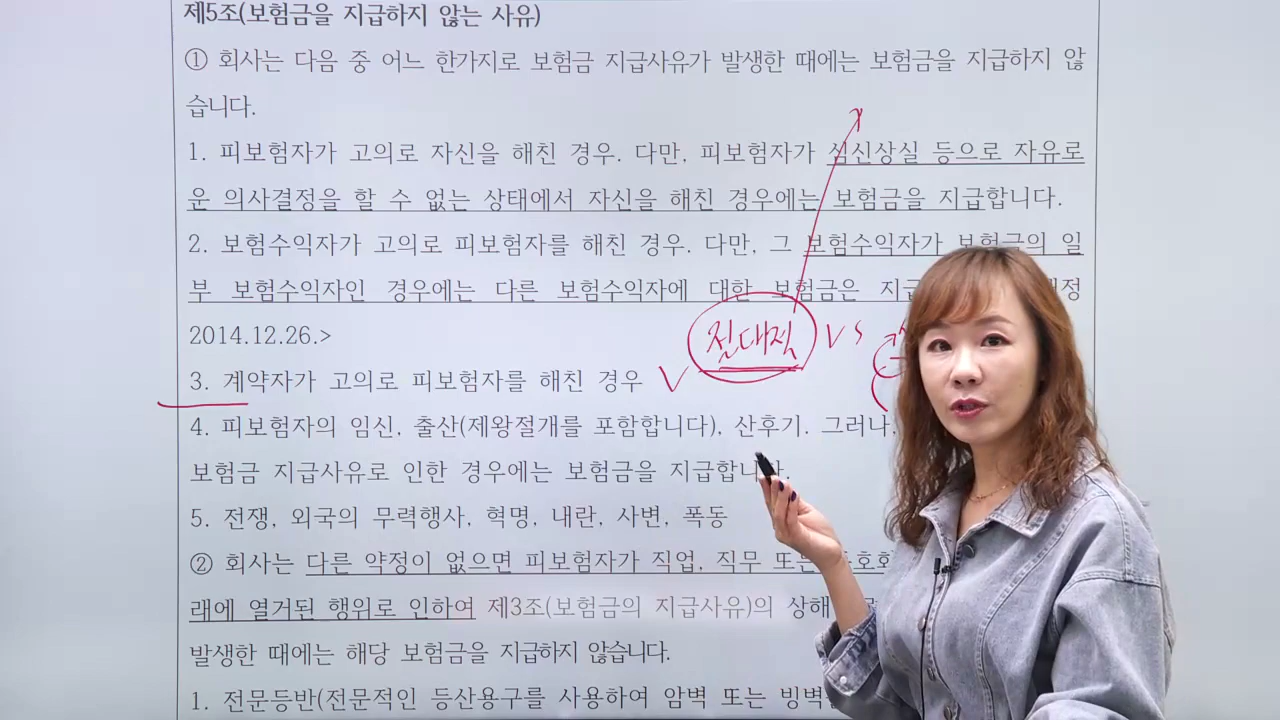 제5조(보험금을 지급하지 않는 사유)
① 회사는 다음 중 어느 한가지로 보험금 지급사유가 발생한 때에는 보험금을 지급하지 않
습니다.
1. 피보험자가 고의로 자신을 해친 경우. 다만, 피보험자가 심신상실 등으로 자유로
운 의사결정을 할 수 없는 상태에서 자신을 해친 경우에는 보험금을 지급합니다.
2. 보험수익자가 고의로 피보험자를 해친 경우. 다만, 그 보험수익자가 보험금의 일
부 보험수익자인 경우에는 다른 보험수익자에 대한 보험금은 지급
2014.12.26.>
절대적 VS
3. 계약자가 고의로 피보험자를 해친 경우
4. 피보험자의 임신, 출산(제왕절개를 포함합니다), 산후기. 그러나,
보험금 지급사유로 인한 경우에는 보험금을 지급합니다.
5. 전쟁, 외국의 무력행사, 혁명, 내란, 사변, 폭동
② 회사는 다른 약정이 없으면 피보험자가 직업, 직무 또는
래에 열거된 행위로 인하여 제3조(보험금의 지급사유)의 상해
발생한 때에는 해당 보험금을 지급하지 않습니다.
1. 전문등반(전문적인 등산용구를 사용하여 암벽 또는 빙벽